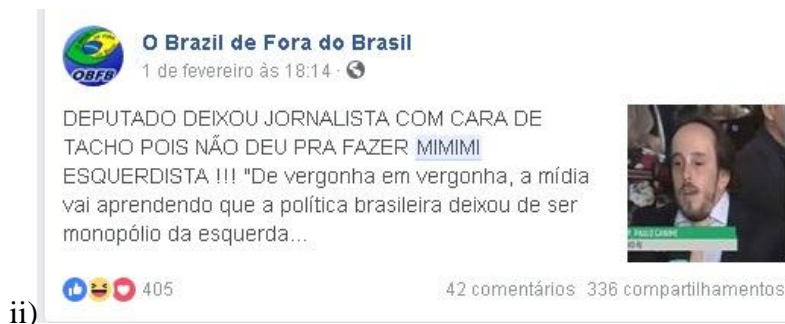 O Brazil de Fora do Brasil
1 de fevereiro às 18:14 ·
OBFB
DEPUTADO DEIXOU JORNALISTA COM CARA DE
TACHO POIS NÃO DEU PRA FAZER MIMIMI
ESQUERDISTA !!! "De vergonha em vergonha, a mídia
vai aprendendo que a política brasileira deixou de ser
monopólio da esquerda...
405
42 comentários 336 compartilhamentos
ii)